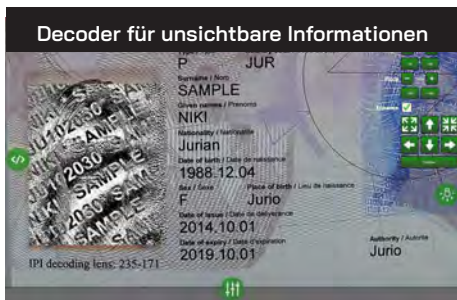 Decoder für unsichtbare Informationen
P JUR
Surname / Nom
SAMPLE
Given names / Prénoms
NIKI
Nationality / Nationalité
Jurian
Date of birth / Date de naissance
1988.12.04
Sex / Sexe Place of birth / Lieu de naissance
F Jurio
Date of issue / Date de délivrance
2014.10.01
Date of expiry / Date d'expiration Authority / Autorité
2019.10.01 Jurio
2030 SAMPLE
NIKI
IPI decoding lens: 235-171